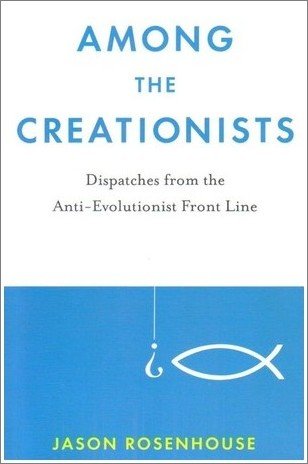 AMONG
THE
CREATIONISTS
Dispatches from the
Anti-Evolutionist Front Line
JASON ROSENHOUSE